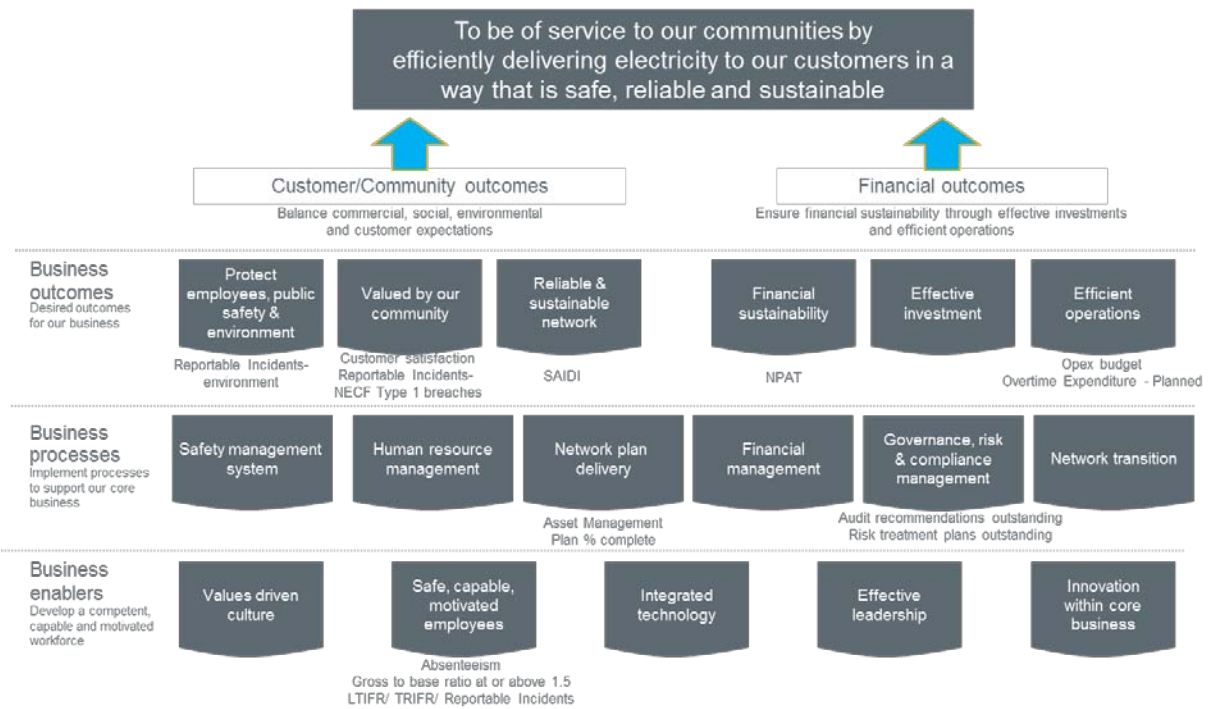 To be of service to our communities by
efficiently delivering electricity to our customers in a
way that is safe, reliable and sustainable
Customer/Community outcomes
Balance commercial, social, environmental
and customer expectations
Financial outcomes
Ensure financial sustainability through effective investments
and efficient operations
Business
outcomes
Desired outcomes
for our business
Protect
employees, public
safety &
environment
Reportable Incidents-
environment
Valued by our
community
Customer satisfaction
Reportable Incidents-
NECF Type 1 breaches
Reliable &
sustainable
network
SAIDI
Financial
sustainability
NPAT
Effective
investment
Efficient
operations
Opex budget
Overtime Expenditure - Planned
Business
processes
Implement processes
to support our core
business
Safety management
system
Human resource
management
Network plan
delivery
Asset Management
Plan % complete
Financial
management
Governance, risk
& compliance
management
Audit recommendations outstanding
Risk treatment plans outstanding
Network transition
Business
enablers
Develop a competent,
capable and motivated
workforce
Values driven
culture
Safe, capable,
motivated
employees
Absenteeism
Gross to base ratio at or above 1.5
LTIFR/ TRIFR/ Reportable Incidents
Integrated
technology
Effective
leadership
Innovation
within core
business